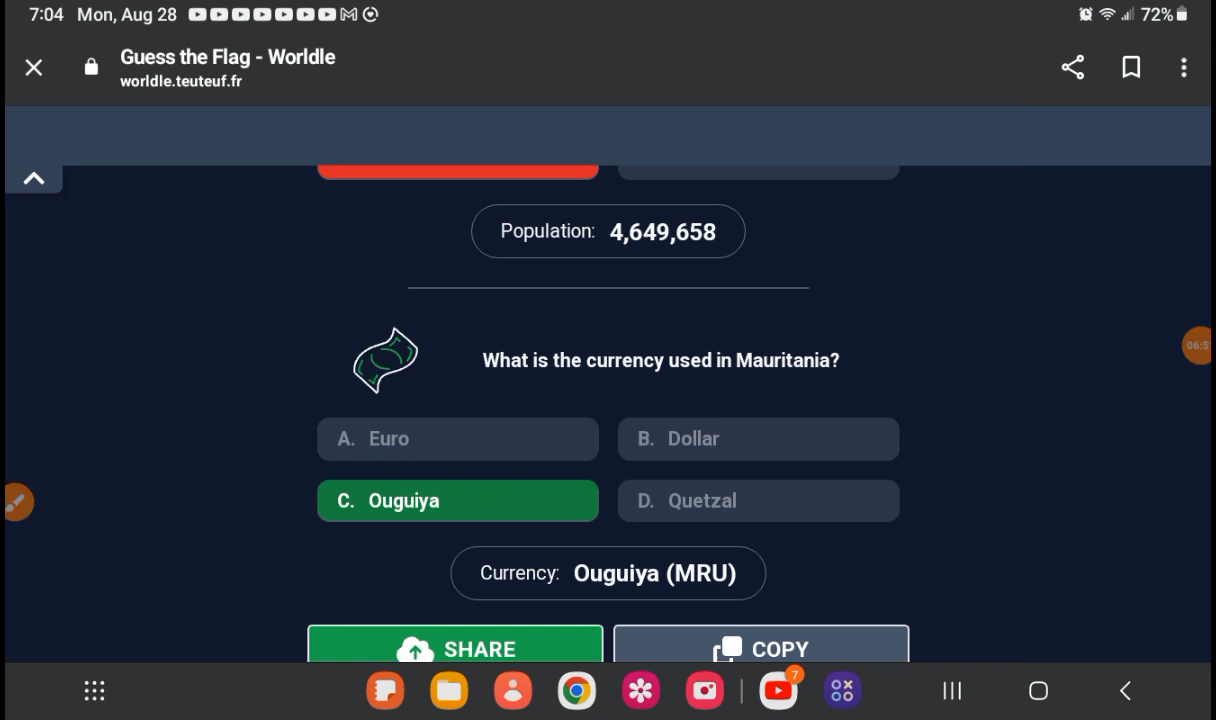 7:04 Mon, Aug 28
72%
Guess the Flag - Worldle
worldle.teuteuf.fr
Population: 4,649,658
What is the currency used in Mauritania?
A. Euro
B. Dollar
C. Ouguiya
D. Quetzal
Currency: Ouguiya (MRU)
SHARE
COPY
7